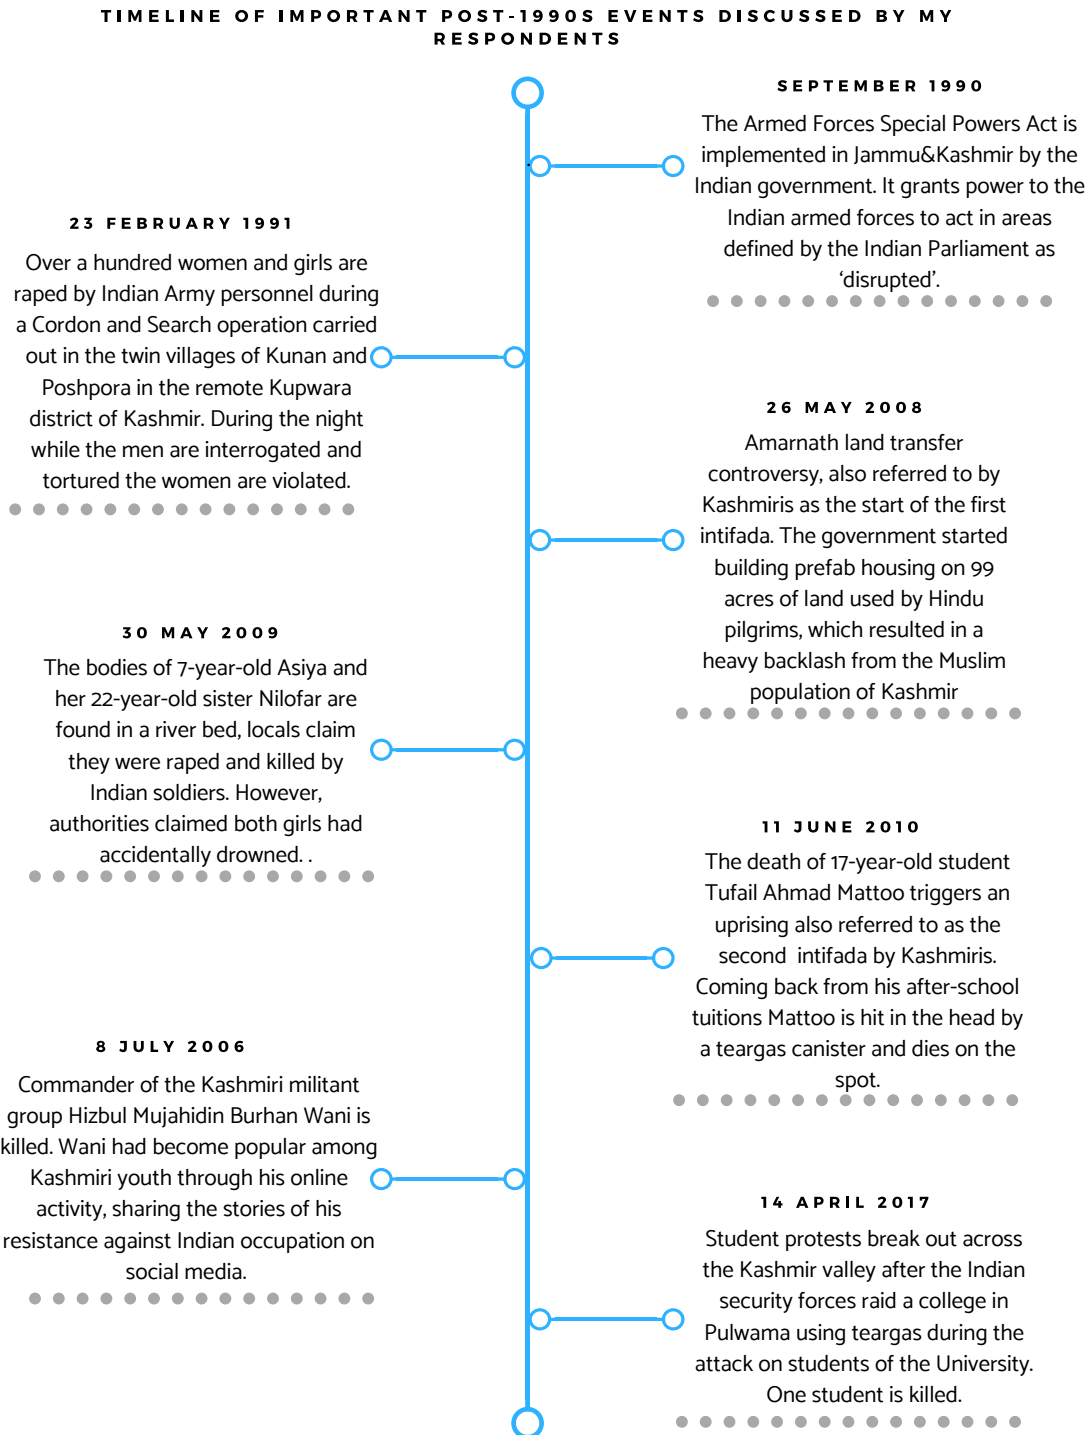 TIMELINE OF IMPORTANT POST-1990S EVENTS DISCUSSED BY MY
RESPONDENTS
SEPTEMBER 1990
The Armed Forces Special Powers Act is
implemented in Jammu&Kashmir by the
Indian government. It grants power to the
Indian armed forces to act in areas
defined by the Indian Parliament as
‘disrupted’.
23 FEBRUARY 1991
Over a hundred women and girls are
raped by Indian Army personnel during
a Cordon and Search operation carried
out in the twin villages of Kunan and
Poshpora in the remote Kupwara
district of Kashmir. During the night
while the men are interrogated and
tortured the women are violated.
26 MAY 2008
Amarnath land transfer
controversy, also referred to by
Kashmiris as the start of the first
intifada. The government started
building prefab housing on 99
acres of land used by Hindu
pilgrims, which resulted in a
heavy backlash from the Muslim
population of Kashmir
30 MAY 2009
The bodies of 7-year-old Asiya and
her 22-year-old sister Nilofar are
found in a river bed, locals claim
they were raped and killed by
Indian soldiers. However,
authorities claimed both girls had
accidentally drowned. .
11 JUNE 2010
The death of 17-year-old student
Tufail Ahmad Mattoo triggers an
uprising also referred to as the
second  intifada by Kashmiris.
Coming back from his after-school
tuitions Mattoo is hit in the head by
a teargas canister and dies on the
spot.
8 JULY 2006
Commander of the Kashmiri militant
group Hizbul Mujahidin Burhan Wani is
killed. Wani had become popular among
Kashmiri youth through his online
activity, sharing the stories of his
resistance against Indian occupation on
social media.
14 APRIL 2017
Student protests break out across
the Kashmir valley after the Indian
security forces raid a college in
Pulwama using teargas during the
attack on students of the University.
One student is killed.